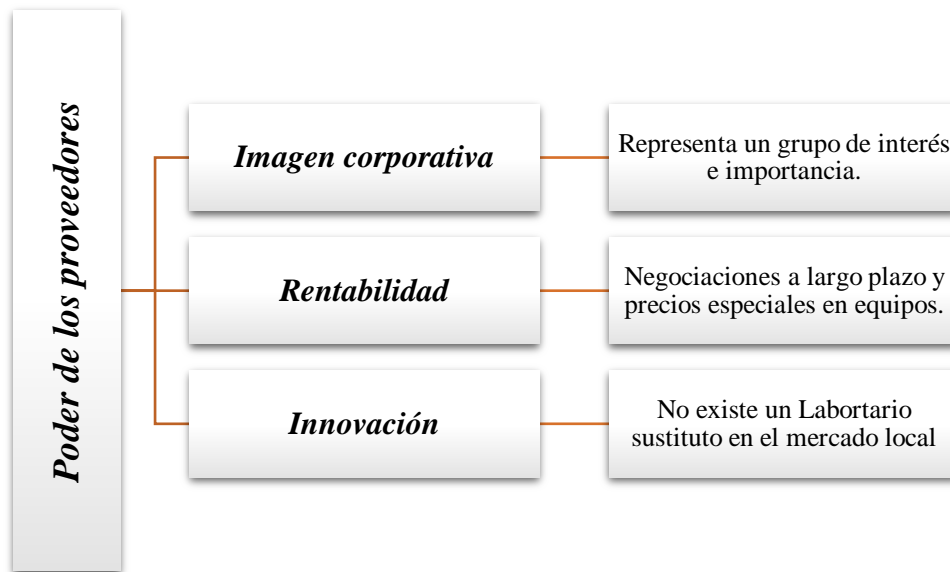 Poder de los proveedores
Imagen corporativa
Representa un grupo de interés
e importancia.
Rentabilidad
Negociaciones a largo plazo y
precios especiales en equipos.
Innovación
No existe un Labortario
sustituto en el mercado local